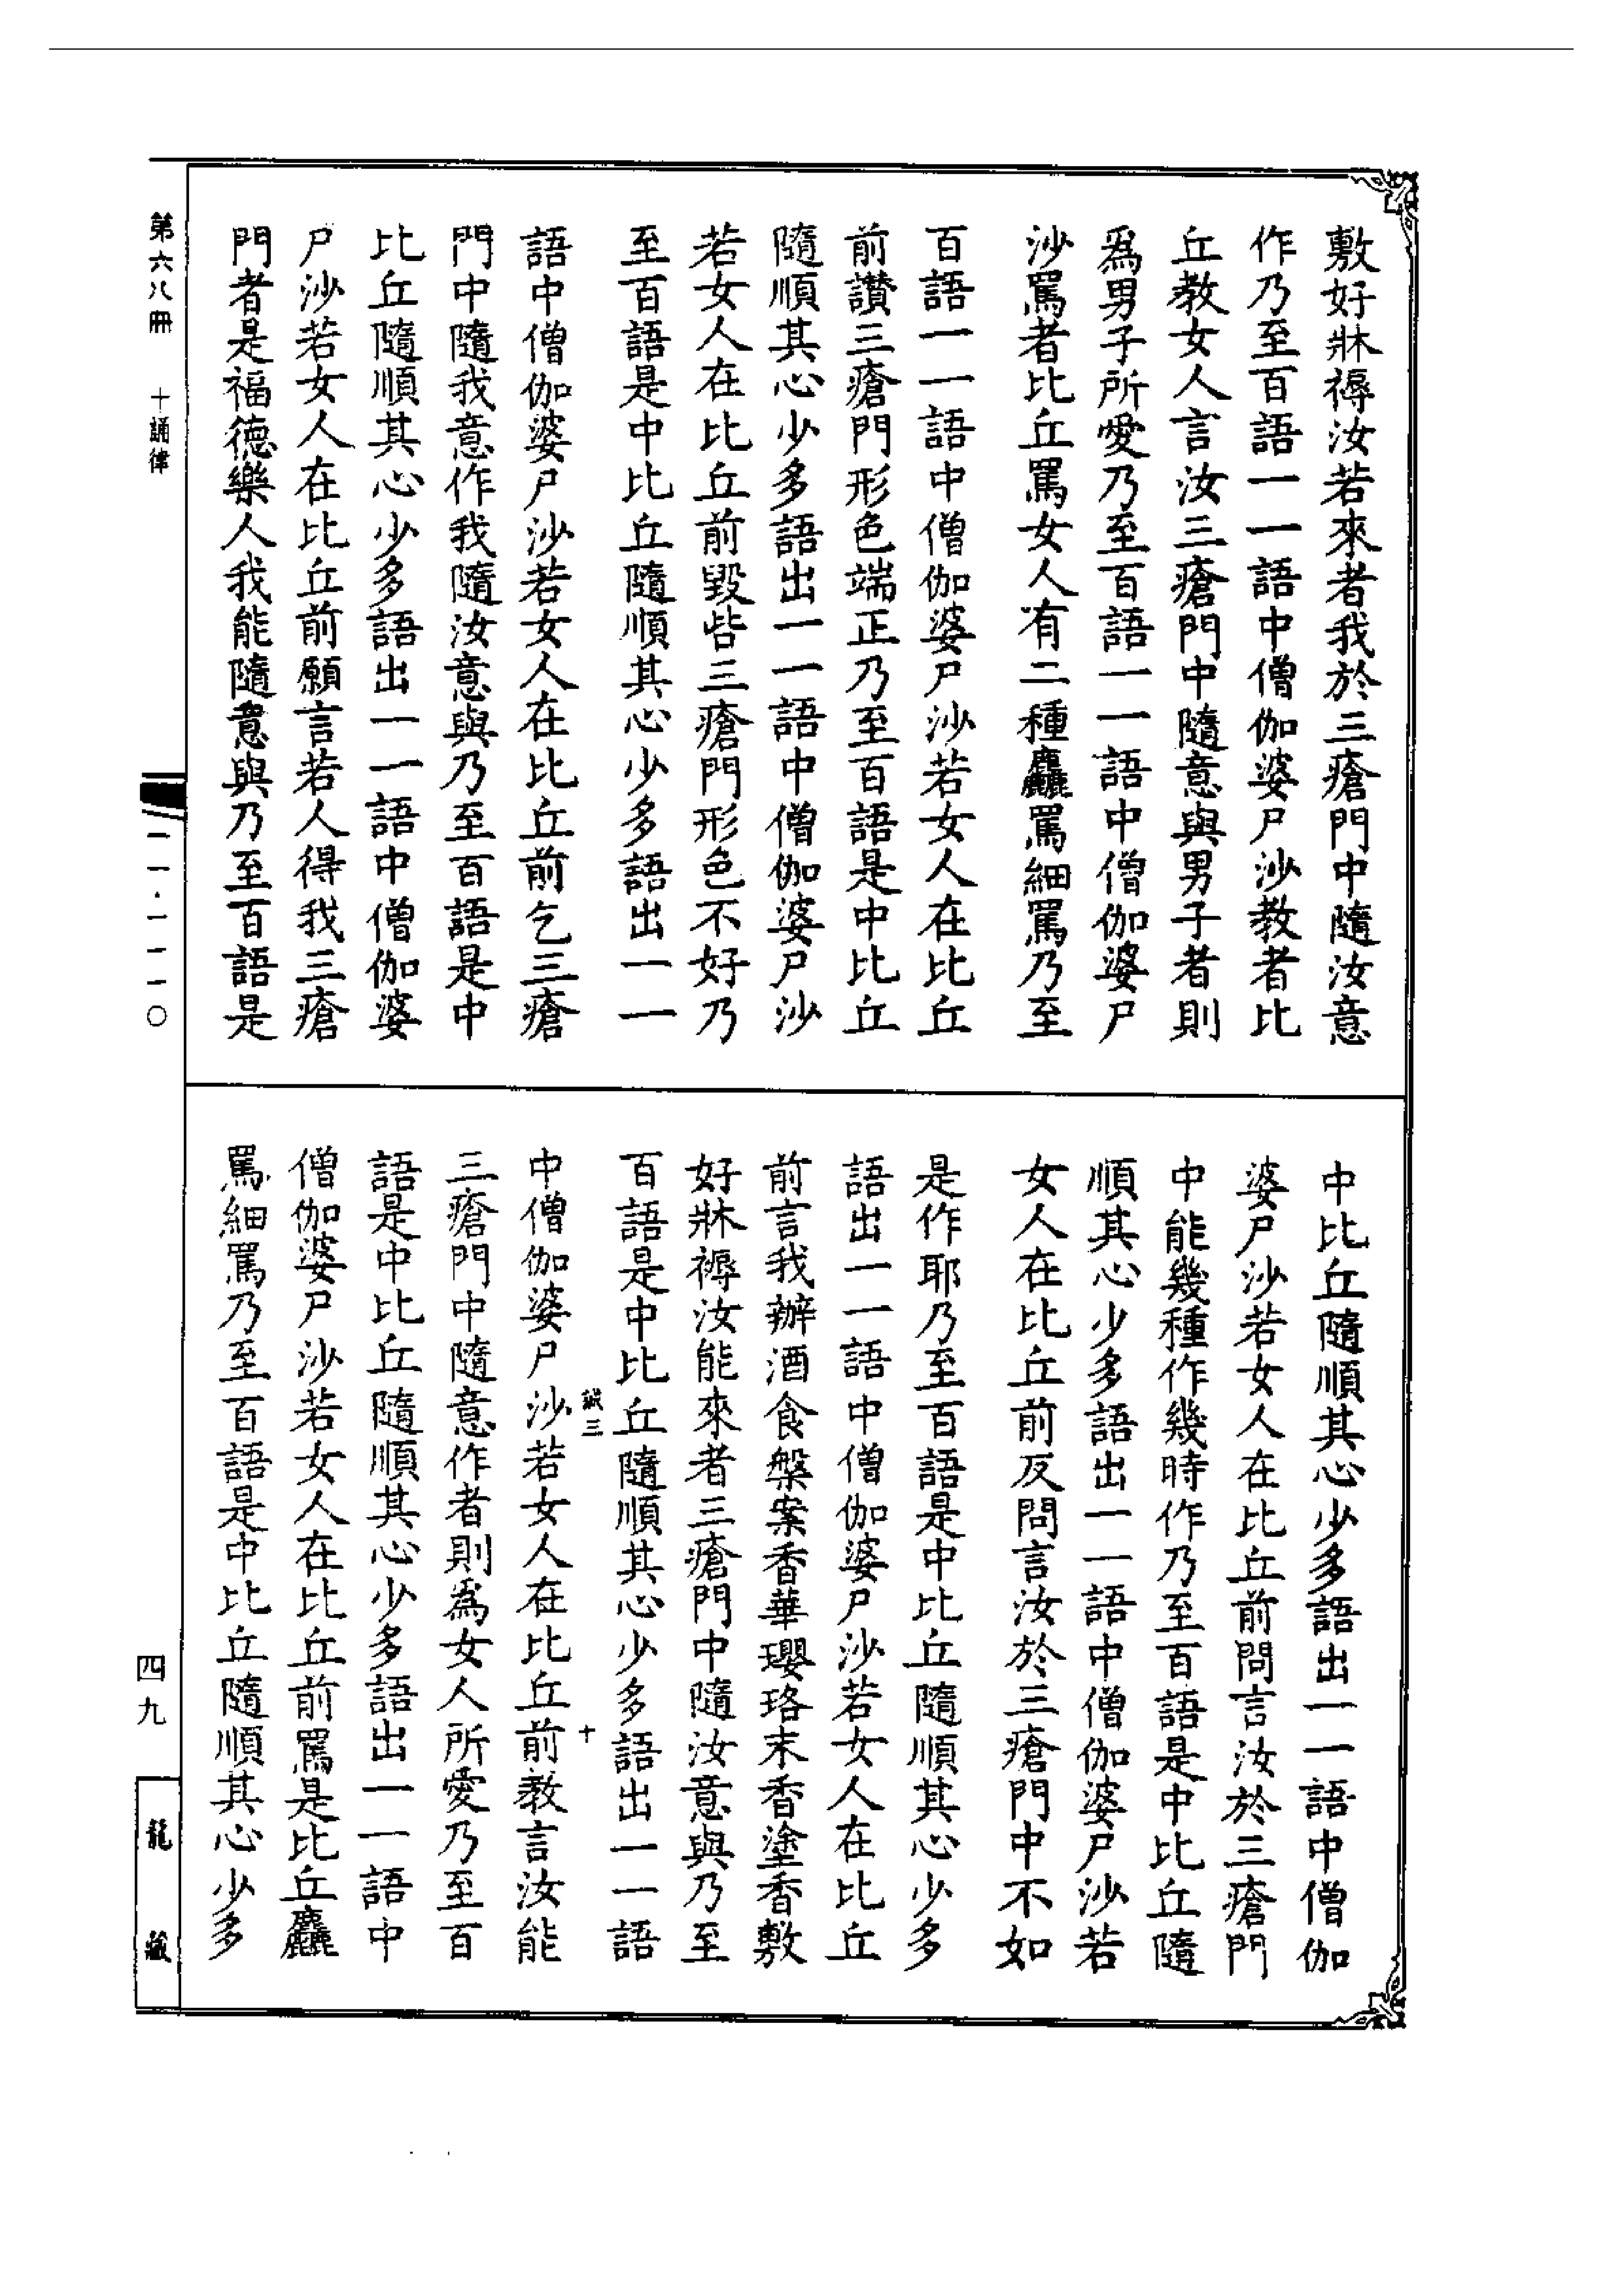 敷好牀褥汝若來者我於三瘡門中隨汝意
作乃至百語一一語中僧伽婆尸沙教者比
丘教女人言汝三瘡門中隨意與男子者則
爲男子所愛乃至百語一一語中僧伽婆尸
沙罵者比丘罵女人有二種麤罵細罵乃至
百語一一語中僧伽婆尸沙若女人在比丘
前讚三瘡門形色端正乃至百語是中比丘
隨順其心少多語出一一語中僧伽婆尸沙
若女人在比丘前毀呰三瘡門形色不好乃
至百語是中比丘隨順其心少多語出一一
語中僧伽婆尸沙若女人在比丘前乞三瘡
門中隨我意作我隨汝意與乃至百語是中
比丘隨順其心少多語出一一語中僧伽婆
尸沙若女人在比丘前願言若人得我三瘡
門者是福德樂人我能隨意與乃至百語是
中比丘隨順其心少多語出一一語中僧伽
婆尸沙若女人在比丘前問言汝於三瘡門
中能幾種作幾時作乃至百語是中比丘隨
順其心少多語出一一語中僧伽婆尸沙若
女人在比丘前反問言汝於三瘡門中不如
是作耶乃至百語是中比丘隨順其心少多
語出一一語中僧伽婆尸沙若女人在比丘
前言我辦酒食槃案香華瓔珞末香塗香敷
好牀褥汝能來者三瘡門中隨汝意與乃至
百語是中比丘隨順其心少多語出一一語
三 十
中僧伽婆尸沙若女人在比丘前教言汝能
三瘡門中隨意作者則爲女人所愛乃至百
語是中比丘隨順其心少多語出一一語中
僧伽婆尸沙若女人在比丘前罵是比丘麤
罵細罵乃至百語是中比丘隨順其心少多
第六八冊 十誦律
二一·一一一〇
四九
龍藏